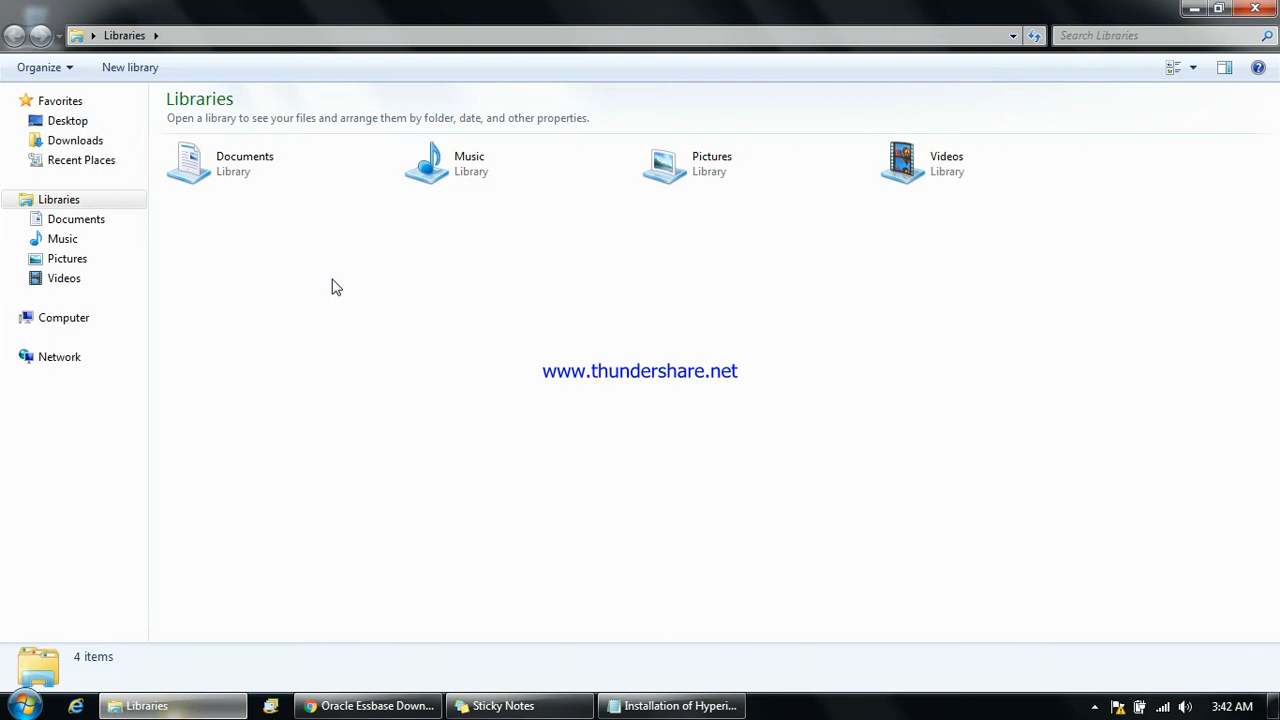 Libraries
Search Libraries
Organize
New library
Favorites
Desktop
Downloads
Recent Places
Libraries
Documents
Music
Pictures
Videos
Computer
Network
Libraries
Open a library to see your files and arrange them by folder, date, and other properties.
Documents
Library
Music
Library
Pictures
Library
Videos
Library
www.thundershare.net
4 items
Libraries
Oracle Essbase Down...
Sticky Notes
Installation of Hyperi...
3:42 AM